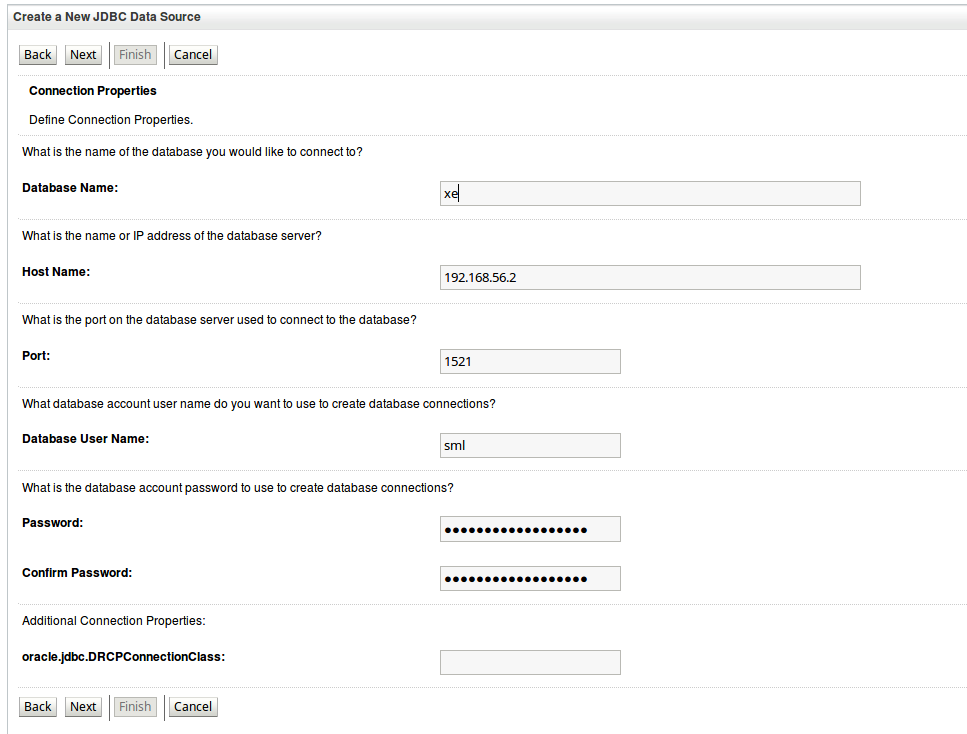 Create a New JDBC Data Source
Back Next Finish Cancel
Connection Properties
Define Connection Properties.
What is the name of the database you would like to connect to?
Database Name: xe
What is the name or IP address of the database server?
Host Name: 192.168.56.2
What is the port on the database server used to connect to the database?
Port: 1521
What database account user name do you want to use to create database connections?
Database User Name: sml
What is the database account password to use to create database connections?
Password: ●●●●●●●●●●●●●●●●●●
Confirm Password: ●●●●●●●●●●●●●●●●●●
Additional Connection Properties:
oracle.jdbc.DRCPConnectionClass:
Back Next Finish Cancel